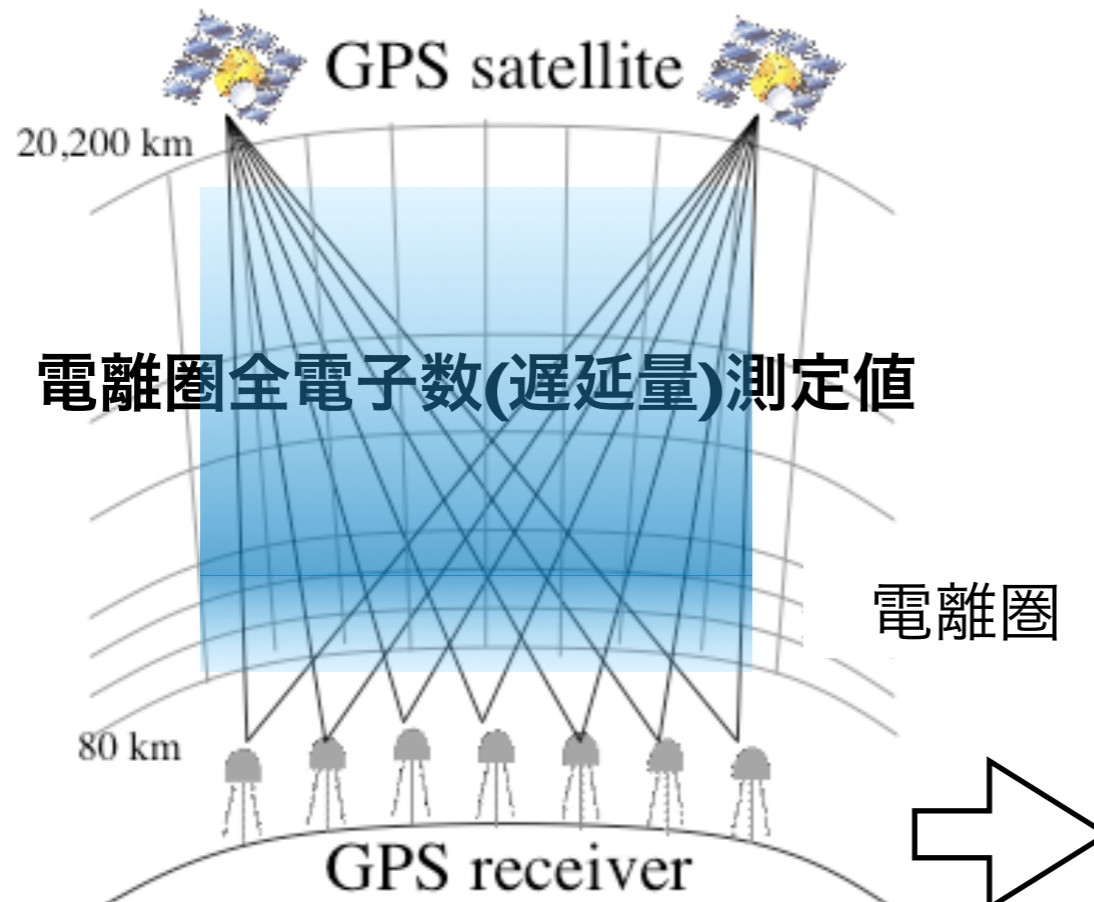 GPS satellite
20,200 km
電離圏全電子数(遅延量)測定値
電離圏
80 km
GPS receiver